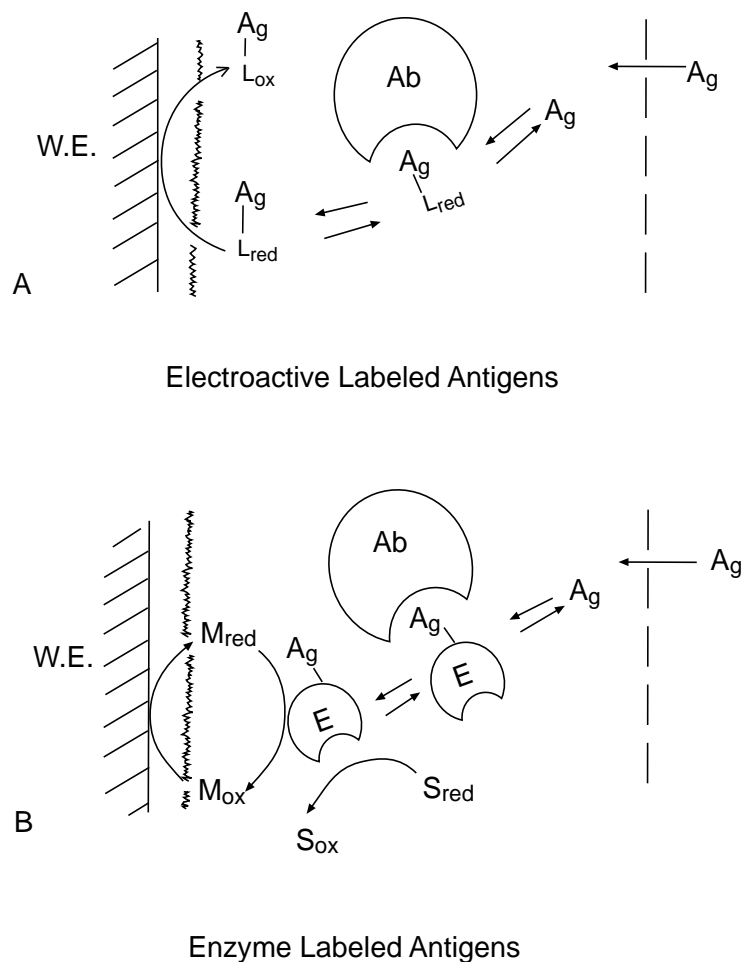 Ag
Lox
Ab
Ag
W.E.
Ag
Ag
Ag
Lred
Lred
A
Electroactive Labeled Antigens
Ab
Ag
Ag
Mred
Ag
Ag
W.E.
E
E
Mox
Sred
B
Sox
Enzyme Labeled Antigens